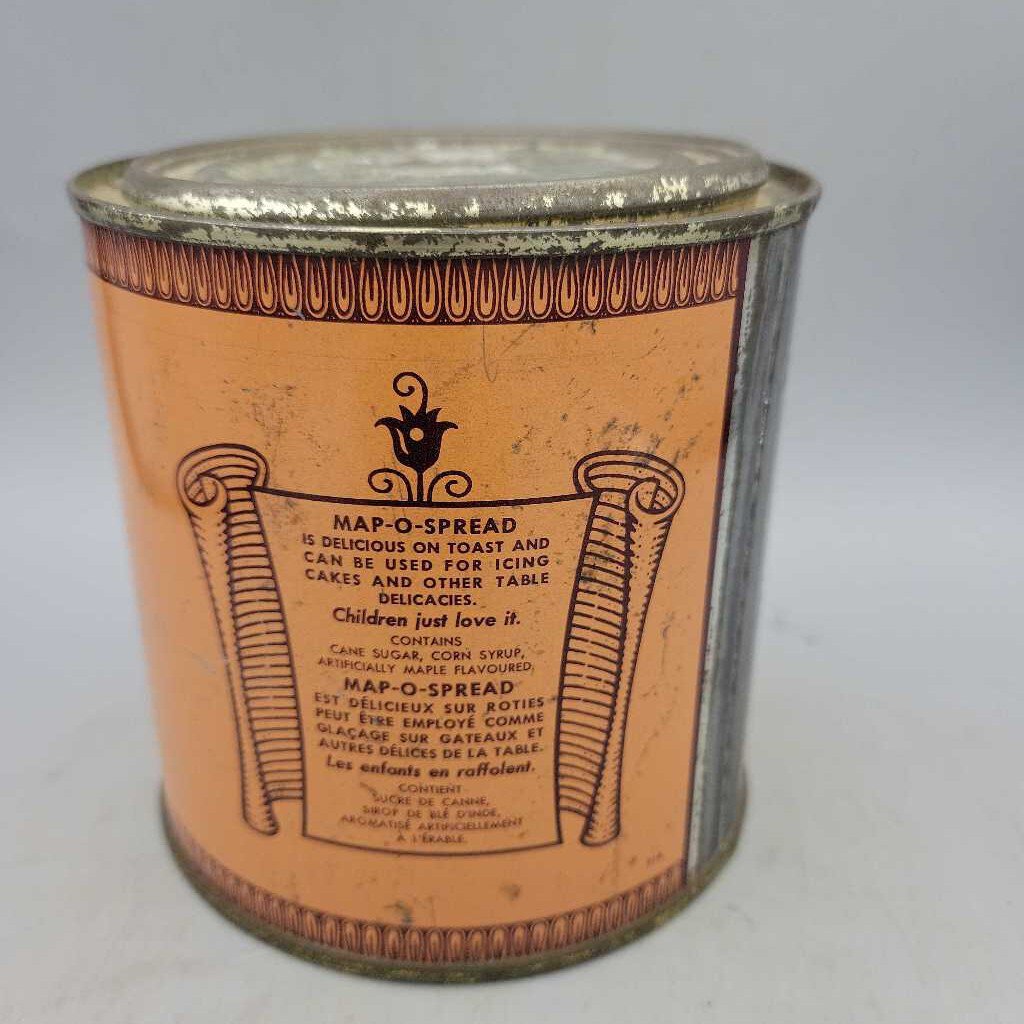 MAP-O-SPREAD
IS DELICIOUS ON TOAST AND
CAN BE USED FOR ICING
CAKES AND OTHER TABLE
DELICACIES.
Children just love it.
CONTAINS
CANE SUGAR, CORN SYRUP,
ARTIFICIALLY MAPLE FLAVOURED
MAP-O-SPREAD
EST DÉLICIEUX SUR ROTIES
PEUT ÊTRE EMPLOYÉ COMME
GLAÇAGE SUR GATEAUX ET
AUTRES DÉLICES DE LA TABLE.
Les enfants en raffolent.
CONTIENT
SUCRE DE CANNE,
SIROP DE BLÉ D'INDE,
AROMATISÉ ARTIFICIELLEMENT
À L'ÉRABLE.